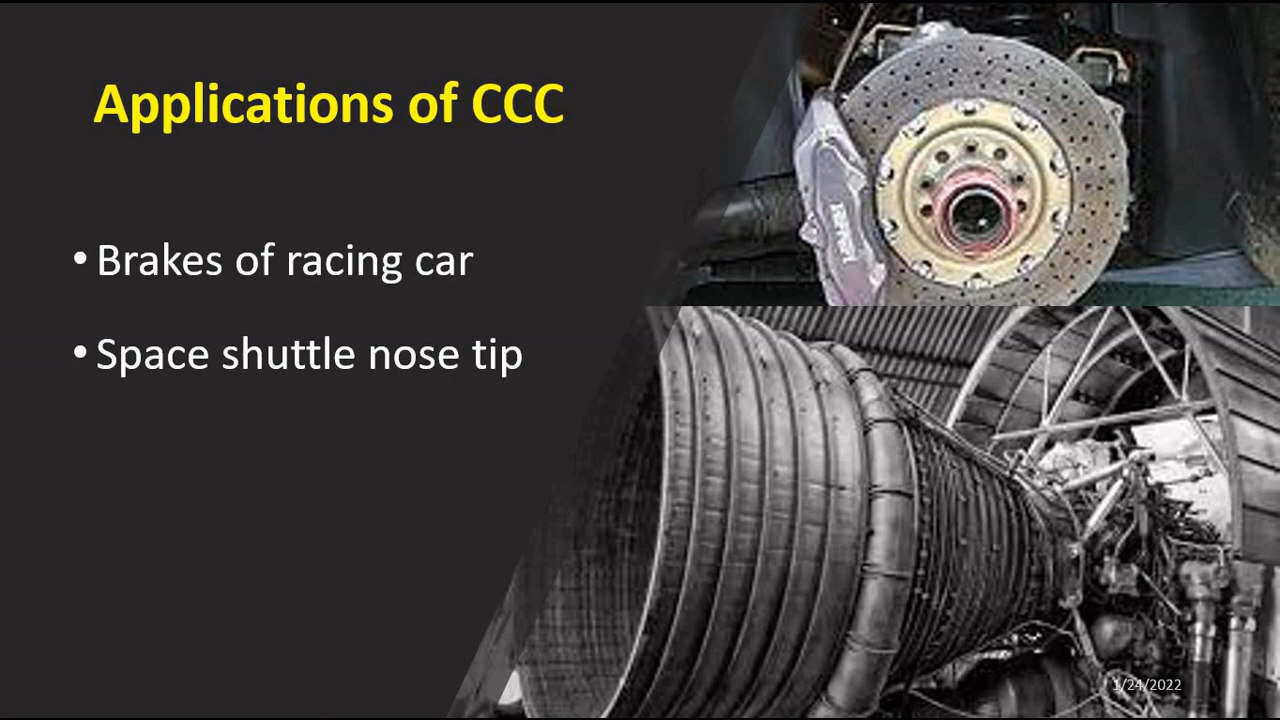 Applications of CCC
• Brakes of racing car
• Space shuttle nose tip
1/24/2022